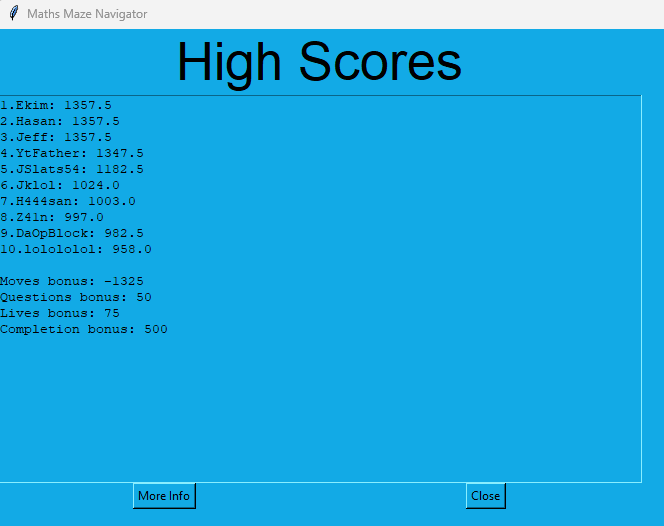 Maths Maze Navigator
High Scores
1.Ekim: 1357.5
2.Hasan: 1357.5
3.Jeff: 1357.5
4.YtFather: 1347.5
5.JSlats54: 1182.5
6.Jklol: 1024.0
7.H444san: 1003.0
8.Z41n: 997.0
9.DaOpBlock: 982.5
10.lolololol: 958.0
Moves bonus: -1325
Questions bonus: 50
Lives bonus: 75
Completion bonus: 500
More Info
Close